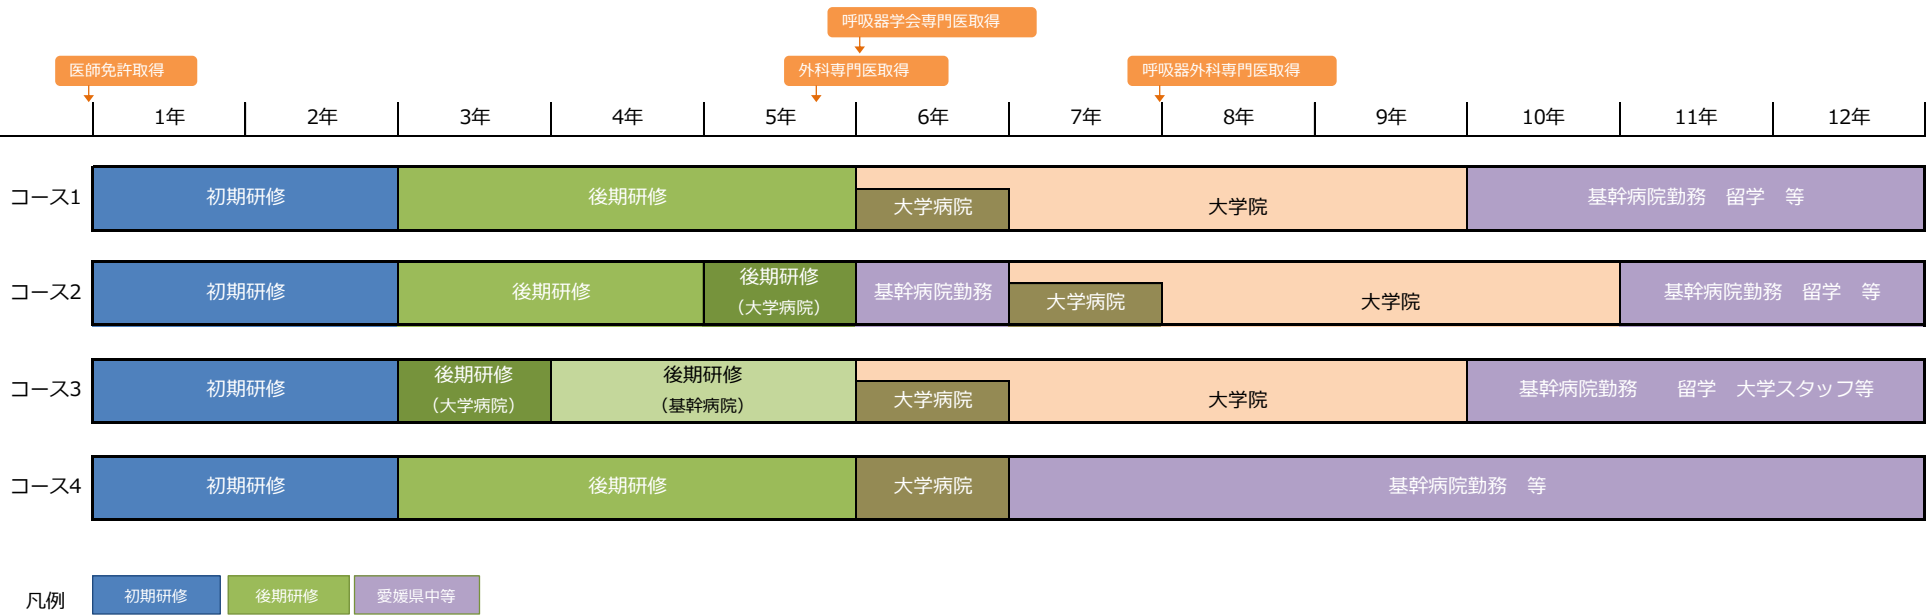 呼吸器学会専門医取得
医師免許取得
外科専門医取得
呼吸器外科専門医取得
1年 2年 3年 4年 5年 6年 7年 8年 9年 10年 11年 12年
コース1 初期研修 後期研修 大学病院 大学院 基幹病院勤務 留学 等
コース2 初期研修 後期研修 後期研修 基幹病院勤務 大学病院 大学院 基幹病院勤務 留学 等
（大学病院）
コース3 初期研修 後期研修 後期研修 大学病院 大学院 基幹病院勤務 留学 大学スタッフ等
（大学病院） （基幹病院）
コース4 初期研修 後期研修 大学病院 基幹病院勤務 等
凡例 初期研修 後期研修 愛媛県中等